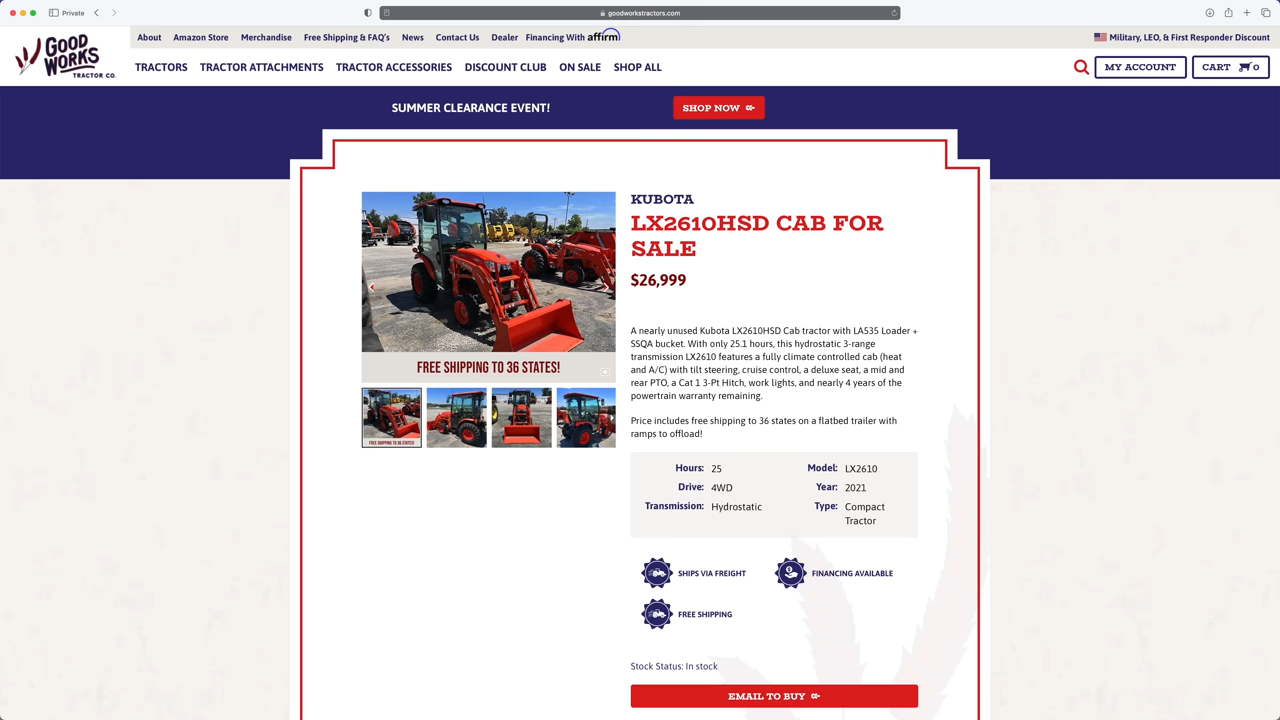 Private
goodworkstractors.com
GOOD
WORKS
TRACTOR CO.
About Amazon Store Merchandise Free Shipping & FAQ's News Contact Us Dealer Financing With affirm
Military, LEO, & First Responder Discount
TRACTORS TRACTOR ATTACHMENTS TRACTOR ACCESSORIES DISCOUNT CLUB ON SALE SHOP ALL
MY ACCOUNT
CART 0
SUMMER CLEARANCE EVENT!
SHOP NOW
FREE SHIPPING TO 36 STATES!
FREE SHIPPING TO 36 STATES!
KUBOTA
LX2610HSD CAB FOR
SALE
$26,999
A nearly unused Kubota LX2610HSD Cab tractor with LA535 Loader +
SSQA bucket. With only 25.1 hours, this hydrostatic 3-range
transmission LX2610 features a fully climate controlled cab (heat
and A/C) with tilt steering, cruise control, a deluxe seat, a mid and
rear PTO, a Cat 1 3-Pt Hitch, work lights, and nearly 4 years of the
powertrain warranty remaining.
Price includes free shipping to 36 states on a flatbed trailer with
ramps to offload!
Hours: 25 Model: LX2610
Drive: 4WD Year: 2021
Transmission: Hydrostatic Type: Compact
Tractor
SHIPS VIA FREIGHT FINANCING AVAILABLE
FREE SHIPPING
Stock Status: In stock
EMAIL TO BUY